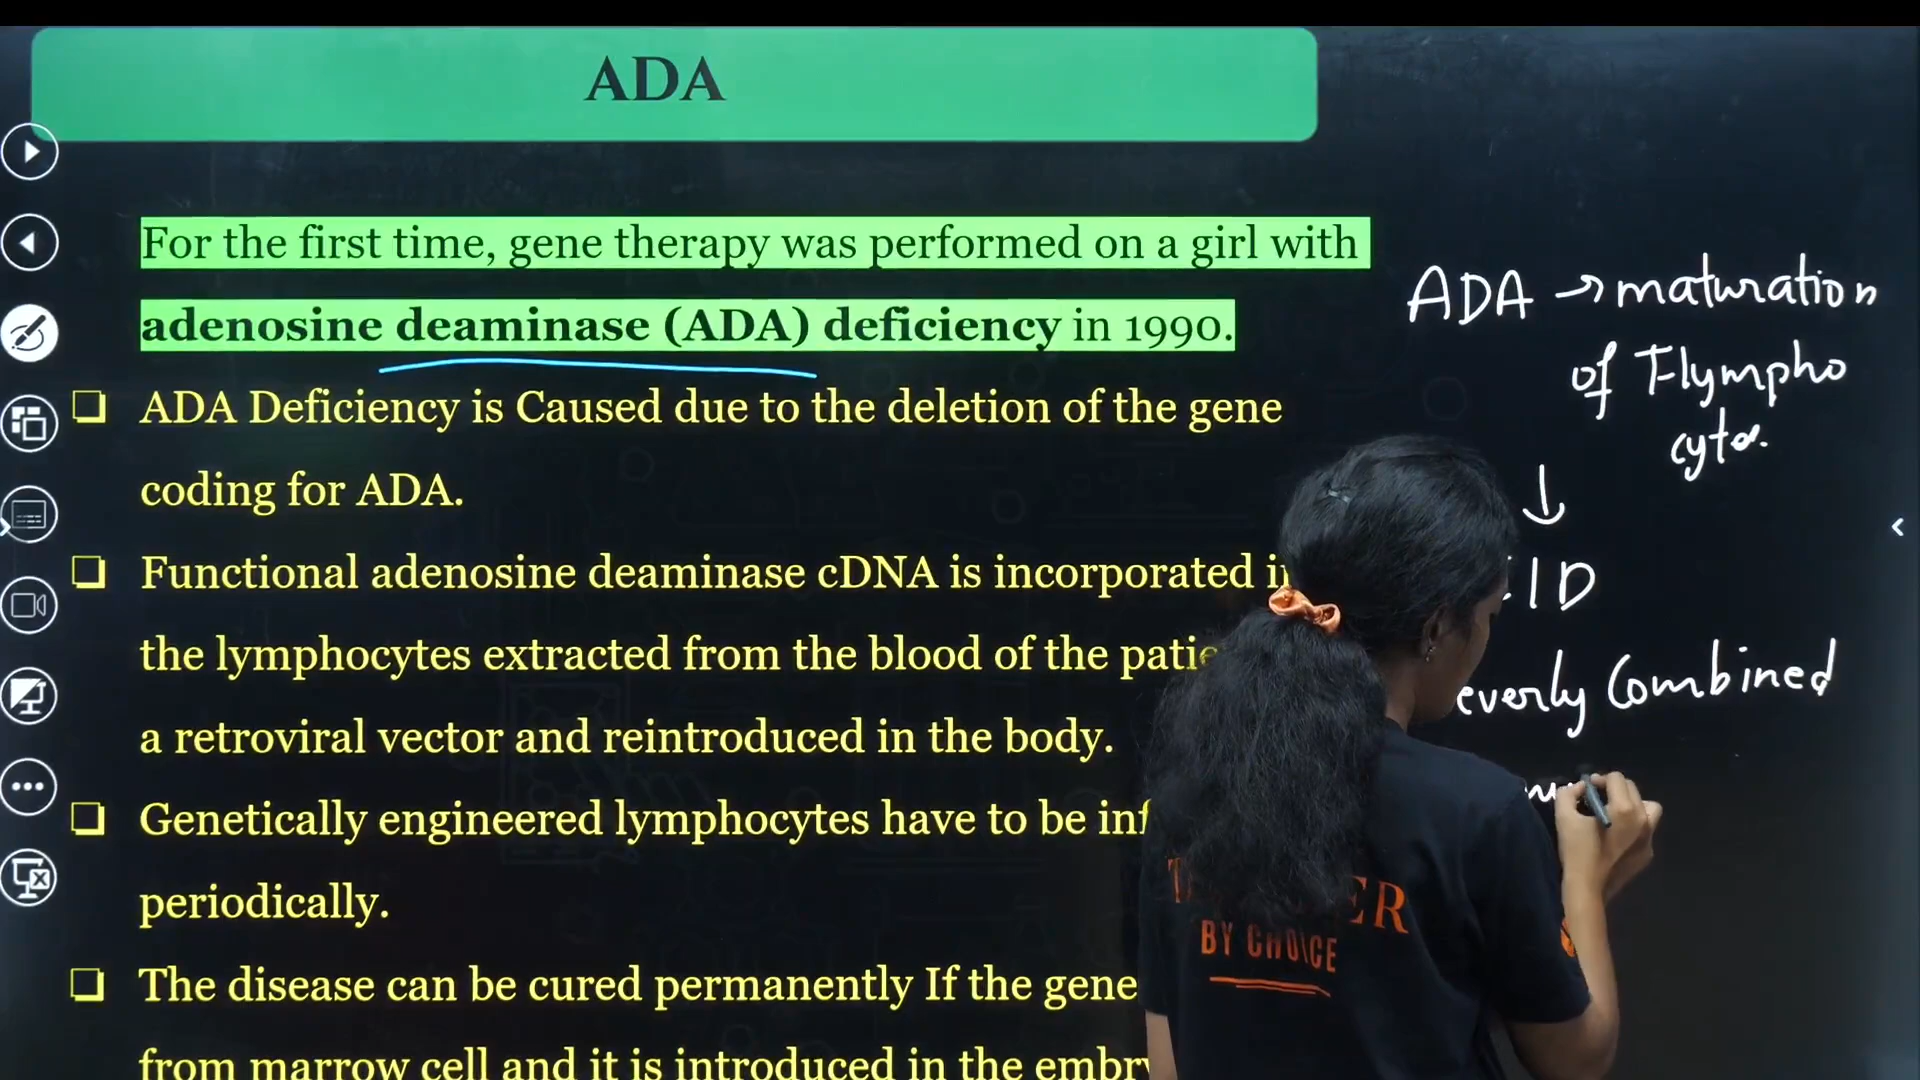 ADA
For the first time, gene therapy was performed on a girl with
adenosine deaminase (ADA) deficiency in 1990.
❑ ADA Deficiency is Caused due to the deletion of the gene
coding for ADA.
❑ Functional adenosine deaminase cDNA is incorporated
the lymphocytes extracted from the blood of the
a retroviral vector and reintroduced in the body.
❑ Genetically engineered lymphocytes have to be
periodically.
❑ The disease can be cured permanently If the gene
from marrow cell and it is introduced in the
ADA → maturation
of T-lympho
cytes.
↓
ID
everly Combined
BY CHOICE